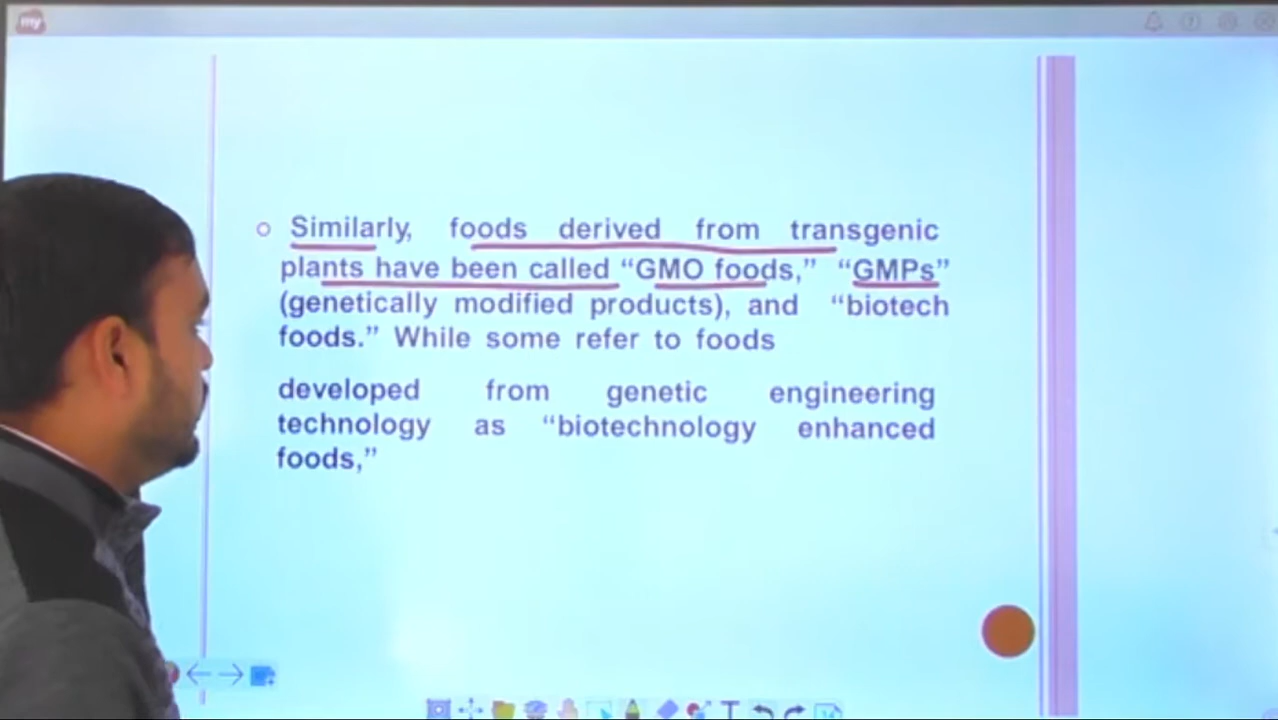 my
Similarly, foods derived from transgenic
plants have been called “GMO foods,” “GMPs”
(genetically modified products), and “biotech
foods.” While some refer to foods
developed from genetic engineering
technology as “biotechnology enhanced
foods,”